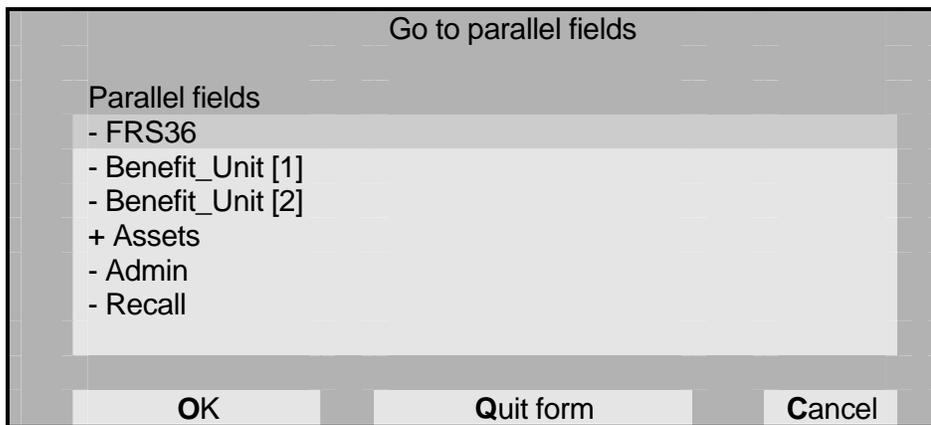 Go to parallel fields
Parallel fields
- FRS36
- Benefit_Unit [1]
- Benefit_Unit [2]
+ Assets
- Admin
- Recall
OK Quit form Cancel